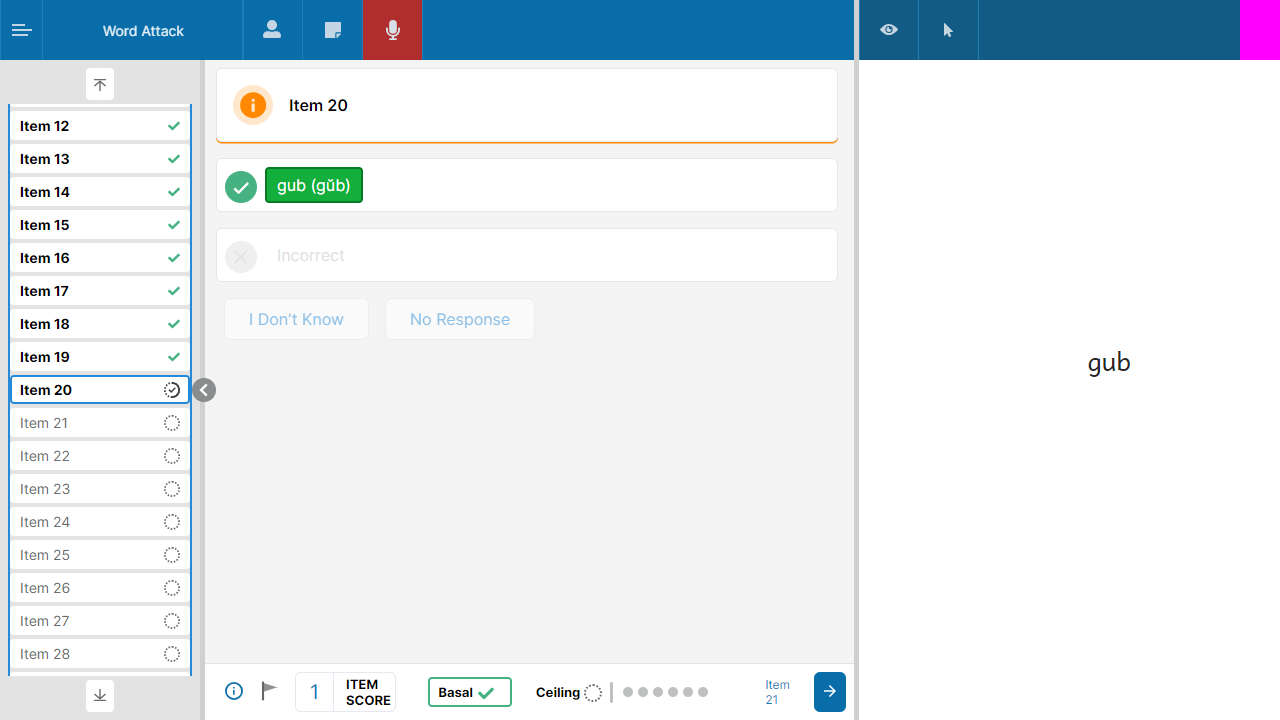 Word Attack
Item 12
Item 13
Item 14
Item 15
Item 16
Item 17
Item 18
Item 19
Item 20
Item 21
Item 22
Item 23
Item 24
Item 25
Item 26
Item 27
Item 28
Item 20
gub (gŭb)
Incorrect
I Don't Know
No Response
1
ITEM
SCORE
Basal
Ceiling
Item
21
gub